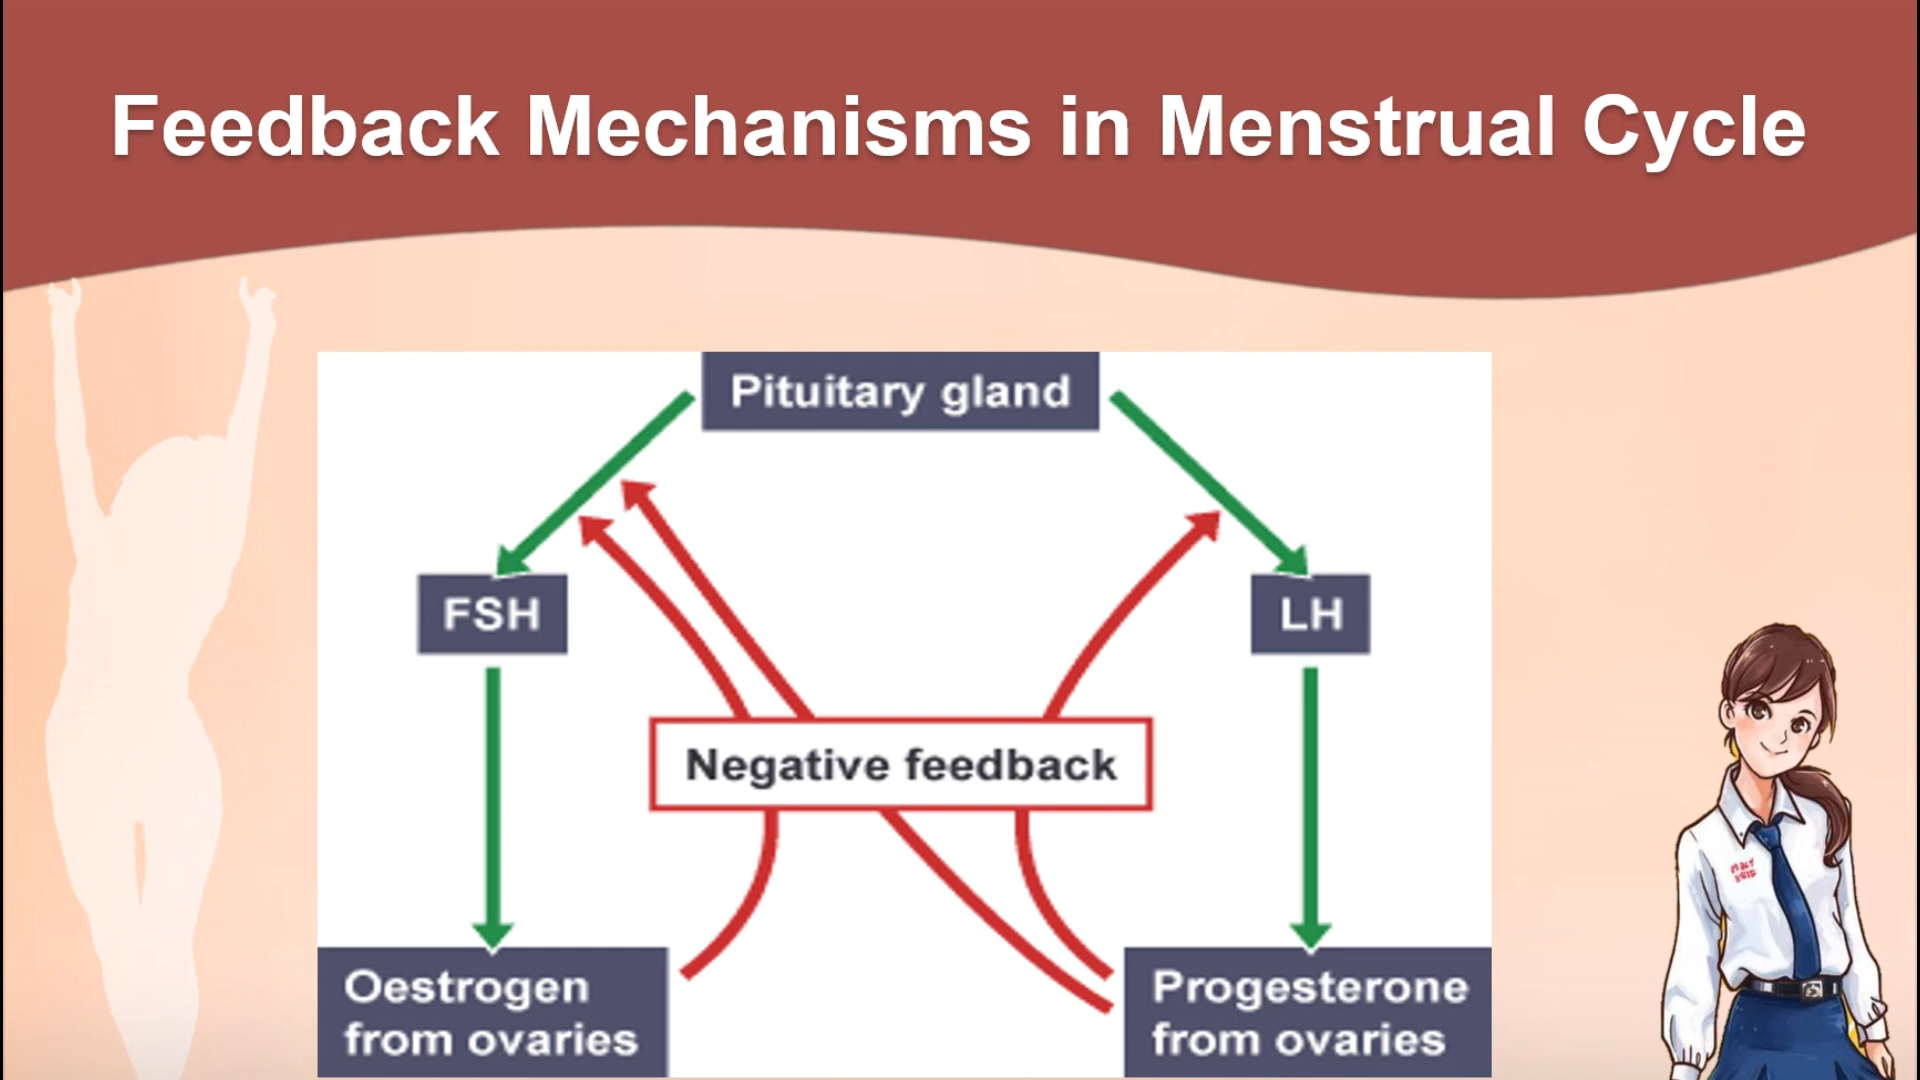 Feedback Mechanisms in Menstrual Cycle
Pituitary gland
FSH
LH
Negative feedback
Oestrogen
from ovaries
Progesterone
from ovaries